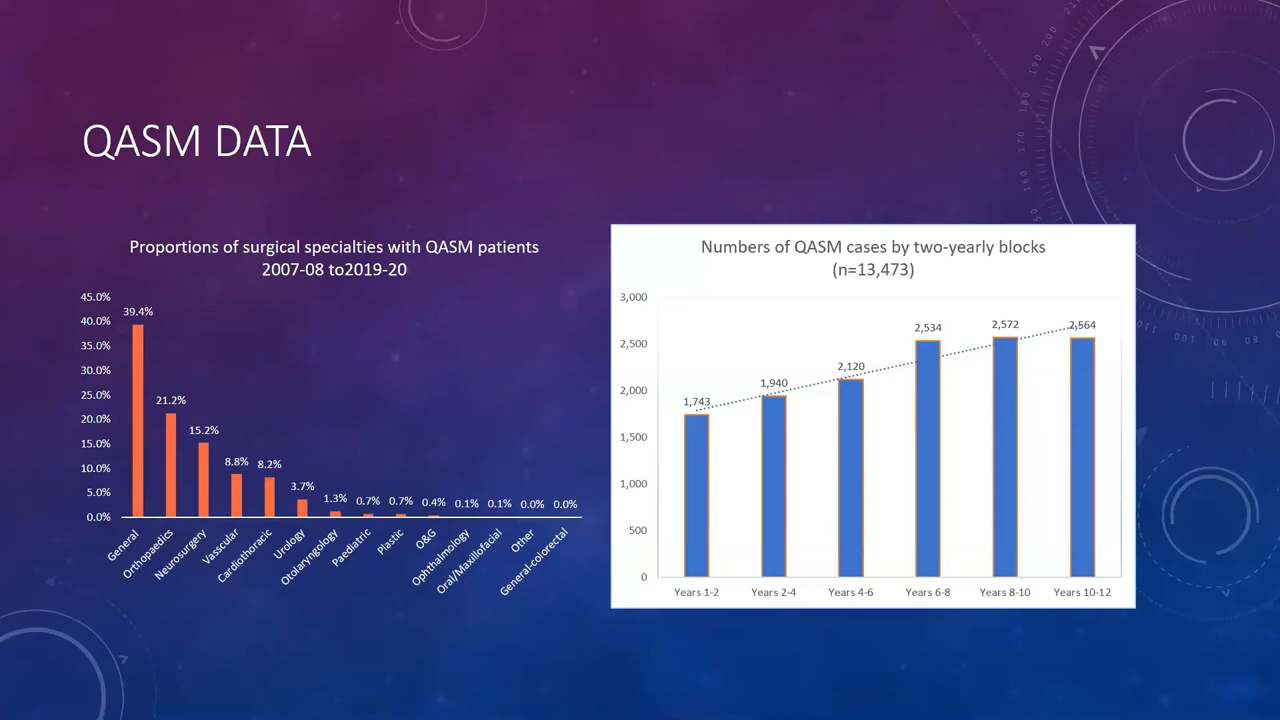 QASM DATA
Proportions of surgical specialties with QASM patients
2007-08 to2019-20
45.0%
40.0%
35.0%
30.0%
25.0%
20.0%
15.0%
10.0%
5.0%
0.0%
39.4%
21.2%
15.2%
8.8%
8.2%
3.7%
1.3%
0.7%
0.7%
0.4%
0.1%
0.1%
0.0%
0.0%
General
Orthopaedics
Neurosurgery
Vasscular
Cardiothoracic
Urology
Otolaryngology
Paediatric
Plastic
O&G
Ophthalmology
Oral/Maxillofacial
Other
General-colorectal
Numbers of QASM cases by two-yearly blocks
(n=13,473)
3,000
2,500
2,000
1,500
1,000
500
0
1,743
1,940
2,120
2,534
2,572
2,564
Years 1-2
Years 2-4
Years 4-6
Years 6-8
Years 8-10
Years 10-12
200
190
180
170
160